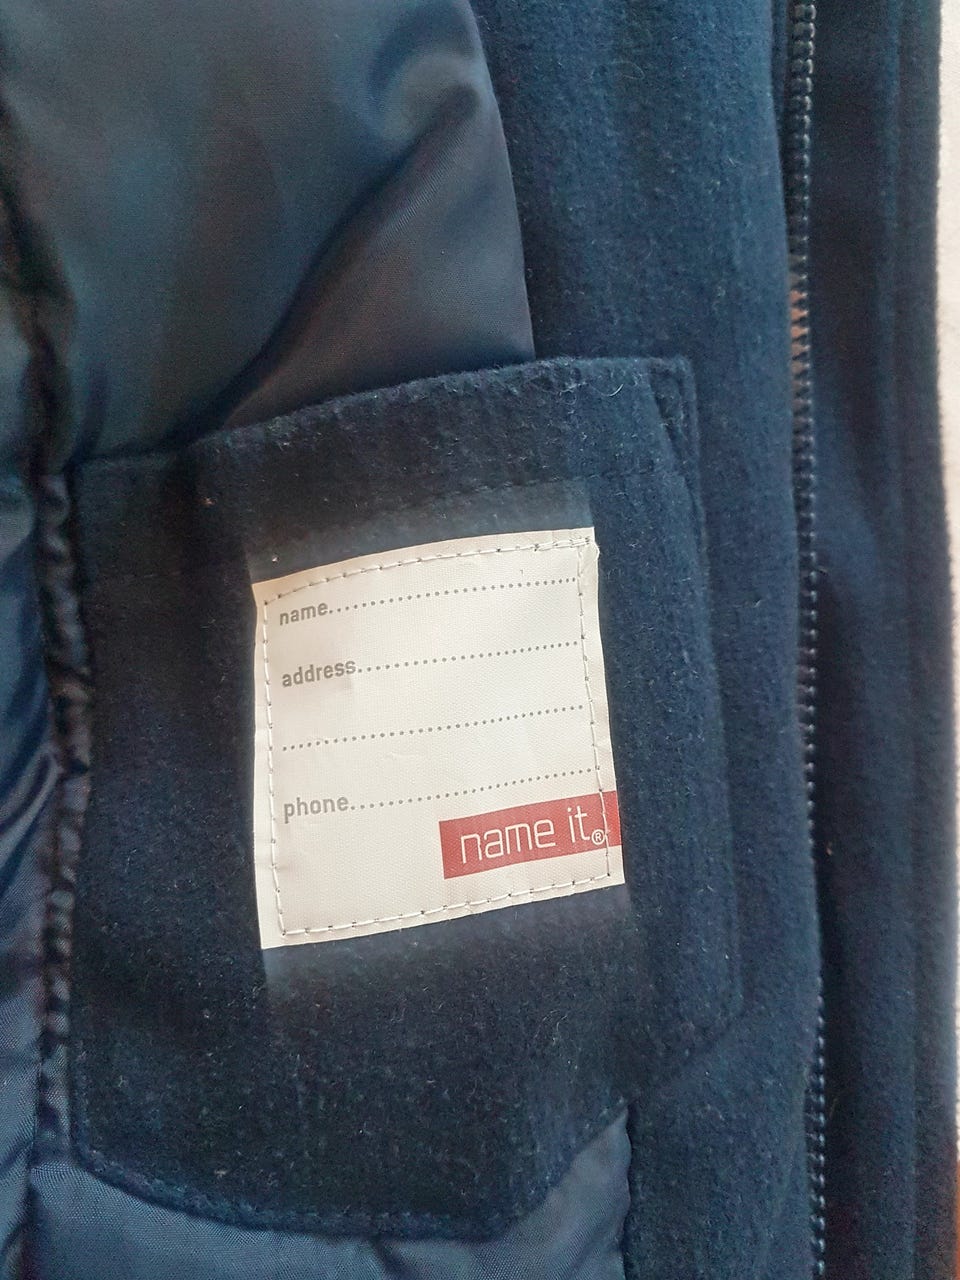 name..............................
address..........................
..................................
phone............................
name it®